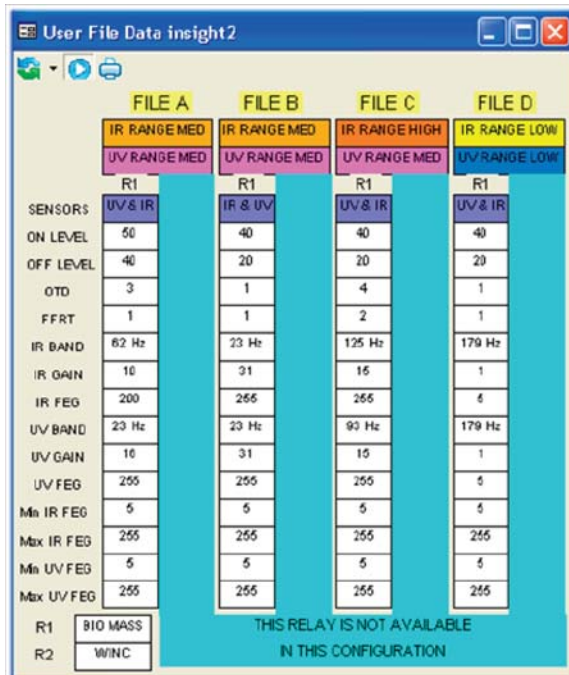 User File Data insight2
FILE A FILE B FILE C FILE D
IR RANGE MED IR RANGE MED IR RANGE HIGH IR RANGE LOW
UV RANGE MED UV RANGE MED UV RANGE MED UV RANGE LOW
R1 R1 R1 R1
SENSORS UV & IR IR & UV UV & IR UV & IR
ON LEVEL 50 40 40 40
OFF LEVEL 40 20 20 20
OTD 3 1 4 1
FFRT 1 1 2 1
IR BAND 62 Hz 23 Hz 125 Hz 179 Hz
IR GAIN 31 15 1
IR FEG 200 255 255 5
UV BAND 23 Hz 23 Hz 93 Hz 179 Hz
UV GAIN 31 15 1
UV FEG 255 255 255 5
Min IR FEG 5 5 5 5
Max IR FEG 255 255 255 255
Min UV FEG 5 5 5 5
Max UV FEG 255 255 255 255
R1 BIO MASS THIS RELAY IS NOT AVAILABLE
R2 WINC IN THIS CONFIGURATION